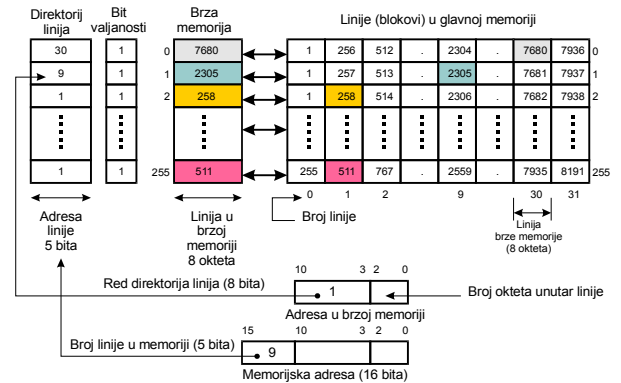 Direktorij linija
Bit valjanosti
Brza memorija
Linije (blokovi) u glavnoj memoriji
30 1 0 7680 1 256 512 . 2304 . 7680 7936 0
9 1 1 2305 1 257 513 . 2305 . 7681 7937 1
1 1 2 258 1 258 514 . 2306 . 7682 7938 2
1 1 255 511 255 511 767 . 2559 . 7935 8191 255
0 1 2 9 30 31
Adresa linije 5 bita
Linija u brzoj memoriji 8 okteta
Broj linije
Linija brze memorije (8 okteta)
10 3 2 0
Red direktorija linija (8 bita)
1
Broj okteta unutar linije
Adresa u brzoj memoriji
15 10 3 2 0
Broj linije u memoriji (5 bita)
9
Memorijska adresa (16 bita)